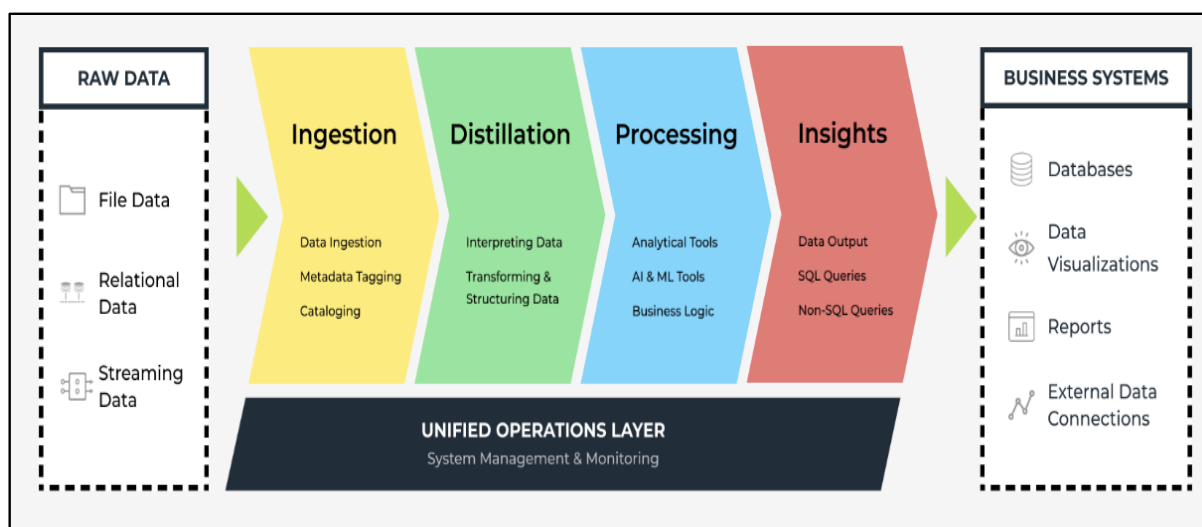 RAW DATA
File Data
Relational
Data
Streaming
Data
Ingestion
Data Ingestion
Metadata Tagging
Cataloging
Distillation
Interpreting Data
Transforming &
Structuring Data
Processing
Analytical Tools
AI & ML Tools
Business Logic
Insights
Data Output
SQL Queries
Non-SQL Queries
UNIFIED OPERATIONS LAYER
System Management & Monitoring
BUSINESS SYSTEMS
Databases
Data
Visualizations
Reports
External Data
Connections